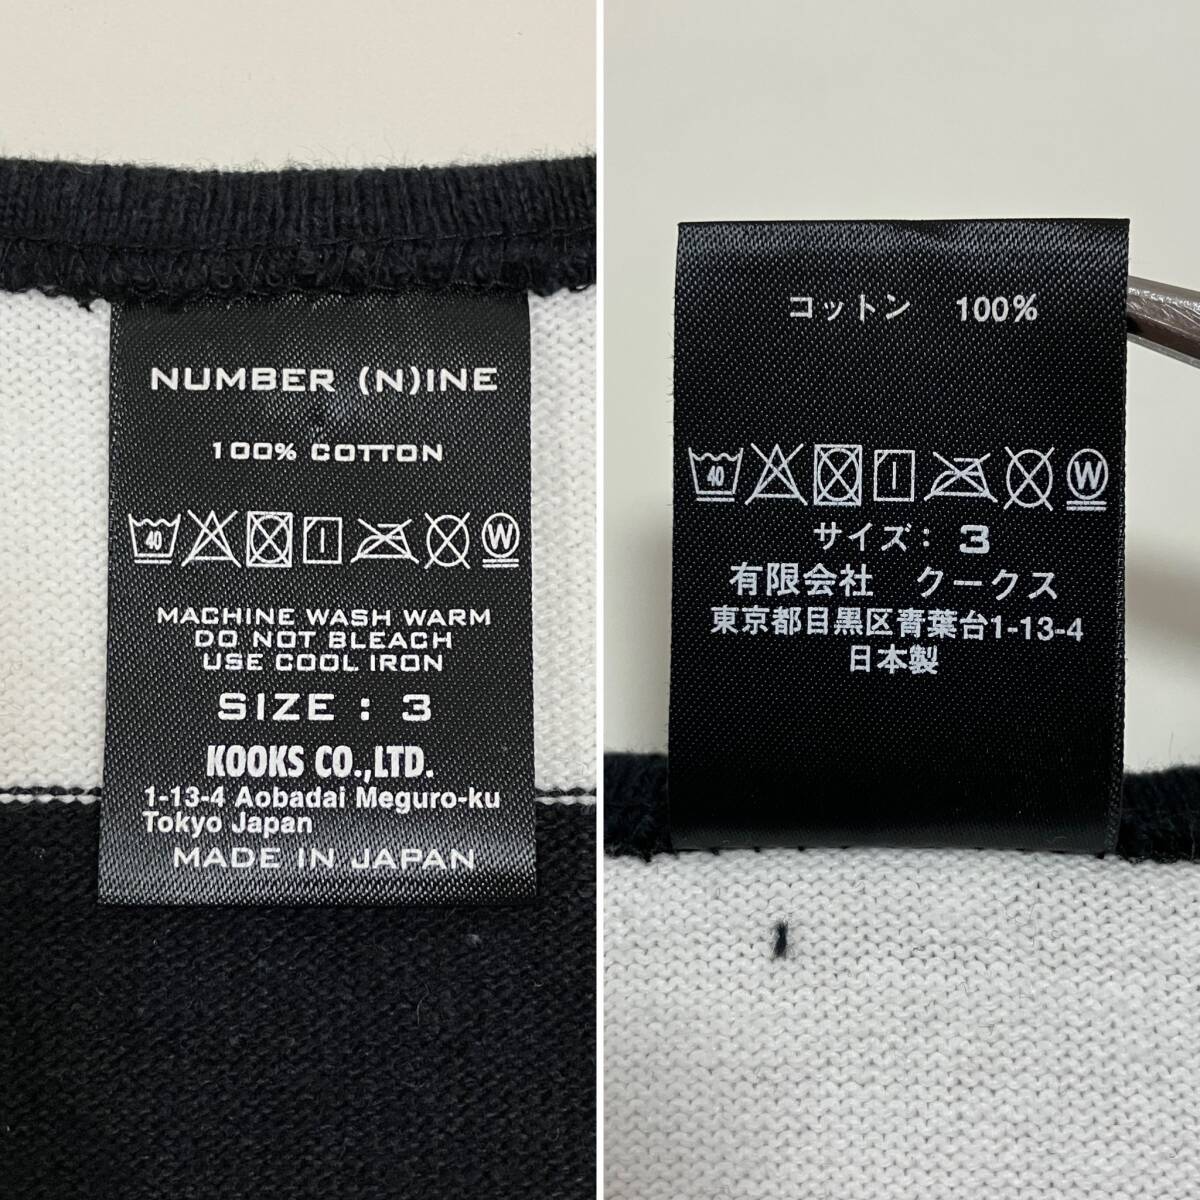 NUMBER (N)INE
100% COTTON
40 W
MACHINE WASH WARM
DO NOT BLEACH
USE COOL IRON
SIZE : 3
KOOKS CO.,LTD.
1-13-4 Aobadai Meguro-ku
Tokyo Japan
MADE IN JAPAN
コットン 100%
40 W
サイズ: 3
有限会社 クークス
東京都目黒区青葉台1-13-4
日本製